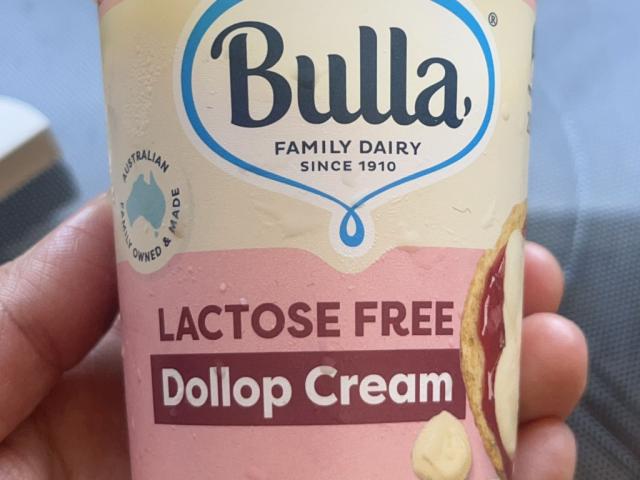 Bulla
®
FAMILY DAIRY
SINCE 1910
AUSTRALIAN
FAMILY OWNED & MADE
LACTOSE FREE
Dollop Cream